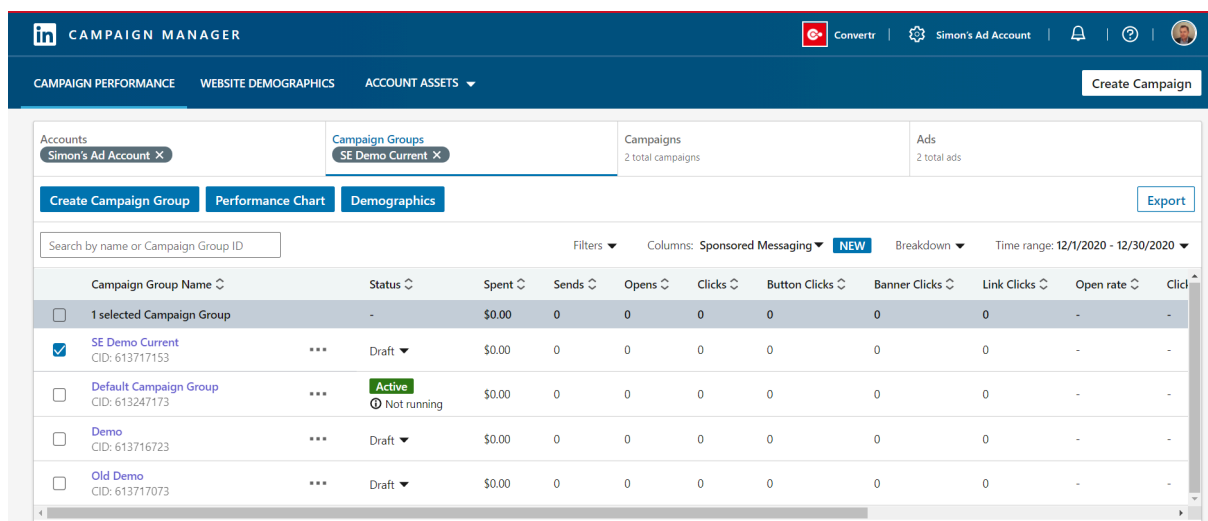 in CAMPAIGN MANAGER
Convertr
Simon's Ad Account
CAMPAIGN PERFORMANCE WEBSITE DEMOGRAPHICS ACCOUNT ASSETS
Create Campaign
Accounts Campaign Groups Campaigns Ads
Simon's Ad Account × SE Demo Current × 2 total campaigns 2 total ads
Create Campaign Group Performance Chart Demographics Export
Search by name or Campaign Group ID Filters Columns: Sponsored Messaging NEW Breakdown Time range: 12/1/2020 - 12/30/2020
Campaign Group Name Status Spent Sends Opens Clicks Button Clicks Banner Clicks Link Clicks Open rate Click
1 selected Campaign Group - $0.00 0 0 0 0 0 0 - -
SE Demo Current
CID: 613717153
Draft $0.00 0 0 0 0 0 0 - -
Default Campaign Group
CID: 613247173
Active
Not running
$0.00 0 0 0 0 0 0 - -
Demo
CID: 613716723
Draft $0.00 0 0 0 0 0 0 - -
Old Demo
CID: 613717073
Draft $0.00 0 0 0 0 0 0 - -